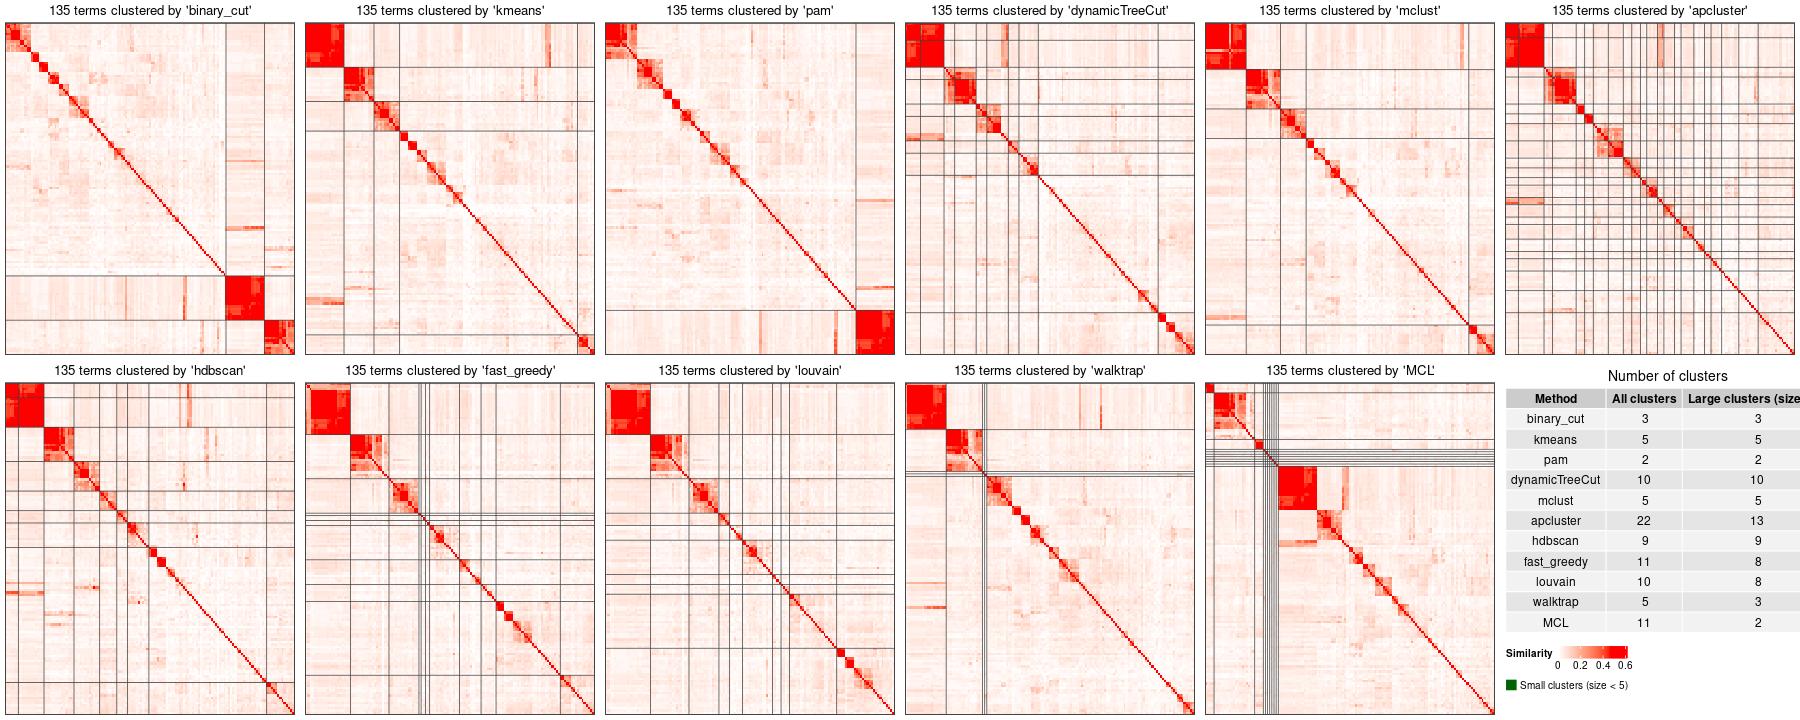 135 terms clustered by 'binary_cut'
135 terms clustered by 'kmeans'
135 terms clustered by 'pam'
135 terms clustered by 'dynamicTreeCut'
135 terms clustered by 'mclust'
135 terms clustered by 'apcluster'
135 terms clustered by 'hdbscan'
135 terms clustered by 'fast_greedy'
135 terms clustered by 'louvain'
135 terms clustered by 'walktrap'
135 terms clustered by 'MCL'
Number of clusters
Method All clusters Large clusters (size
binary_cut 3 3
kmeans 5 5
pam 2 2
dynamicTreeCut 10 10
mclust 5 5
apcluster 22 13
hdbscan 9 9
fast_greedy 11 8
louvain 10 8
walktrap 5 3
MCL 11 2
Similarity
0 0.2 0.4 0.6
Small clusters (size < 5)